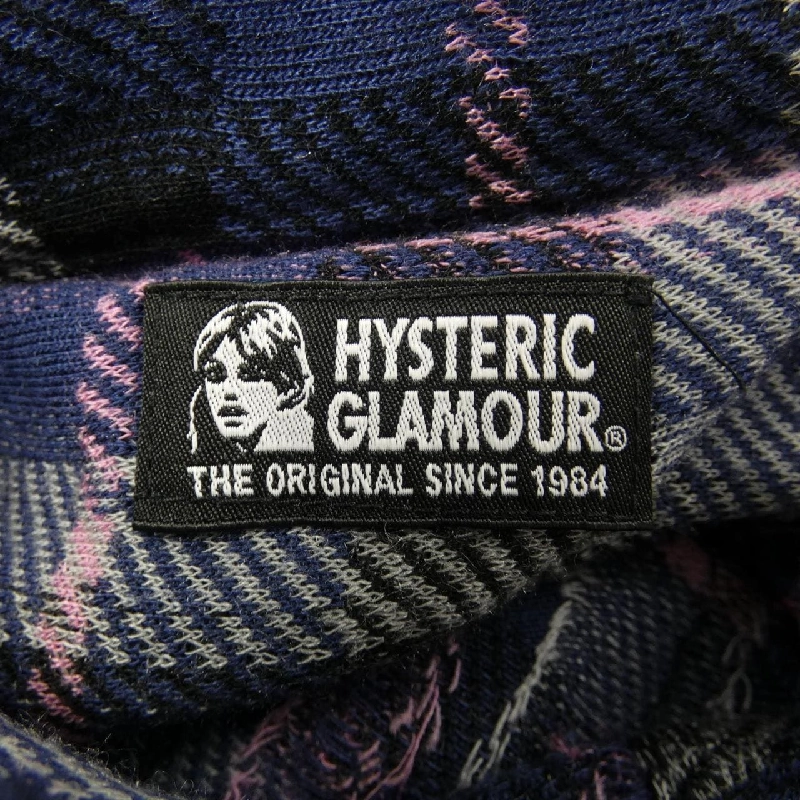 HYSTERIC
GLAMOUR®
THE ORIGINAL SINCE 1984